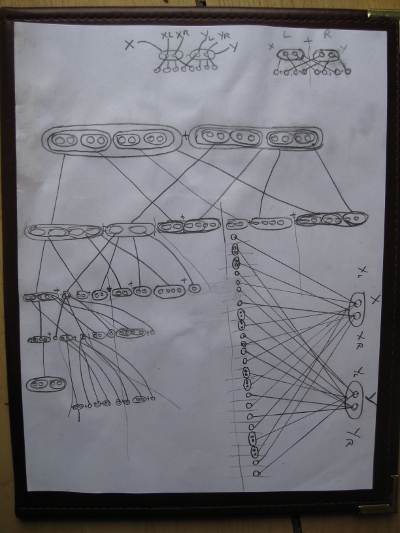 X XL XR YL YR Y
L + R
X Y
+
+ +
+ + +
+
XL
X
XR
YL
Y
YR